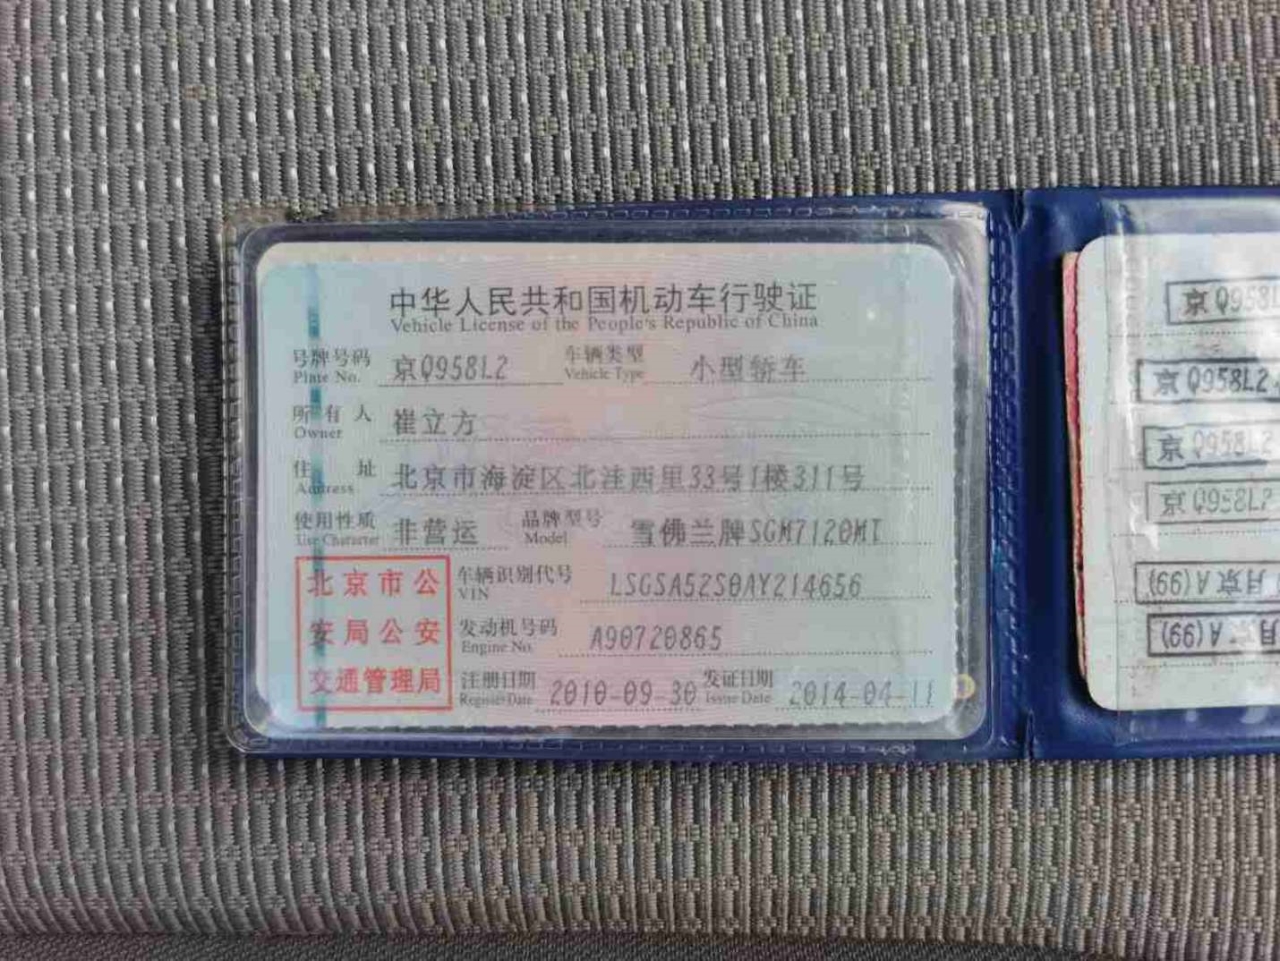 中华人民共和国机动车行驶证
Vehicle License of the People's Republic of China
号牌号码 京Q958L2 车辆类型 小型轿车
Plate No. Vehicle Type
所有人 崔立方
Owner
住址 北京市海淀区北洼西里33号1楼311号
Address
使用性质 非营运 品牌型号 雪佛兰牌SGM7120MT
Use Character Model
北京市公
安局公安
交通管理局
车辆识别代号 LSGSA52S0AY214656
VIN
发动机号码 A90720865
Engine No.
注册日期 2010-09-30 发证日期 2014-04-11
Register Date Issue Date
京Q958L
京Q958L2
京Q958L2
京Q958L2